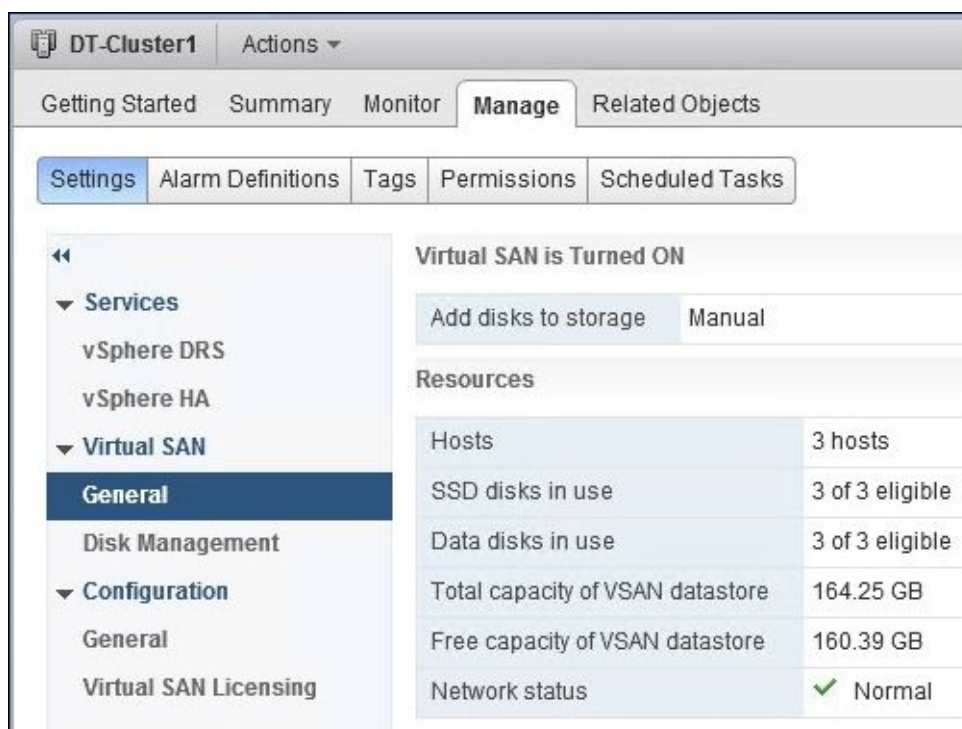 DT-Cluster1 Actions
Getting Started Summary Monitor Manage Related Objects
Settings Alarm Definitions Tags Permissions Scheduled Tasks
Services
vSphere DRS
vSphere HA
Virtual SAN
General
Disk Management
Configuration
General
Virtual SAN Licensing
Virtual SAN is Turned ON
Add disks to storage Manual
Resources
Hosts 3 hosts
SSD disks in use 3 of 3 eligible
Data disks in use 3 of 3 eligible
Total capacity of VSAN datastore 164.25 GB
Free capacity of VSAN datastore 160.39 GB
Network status Normal